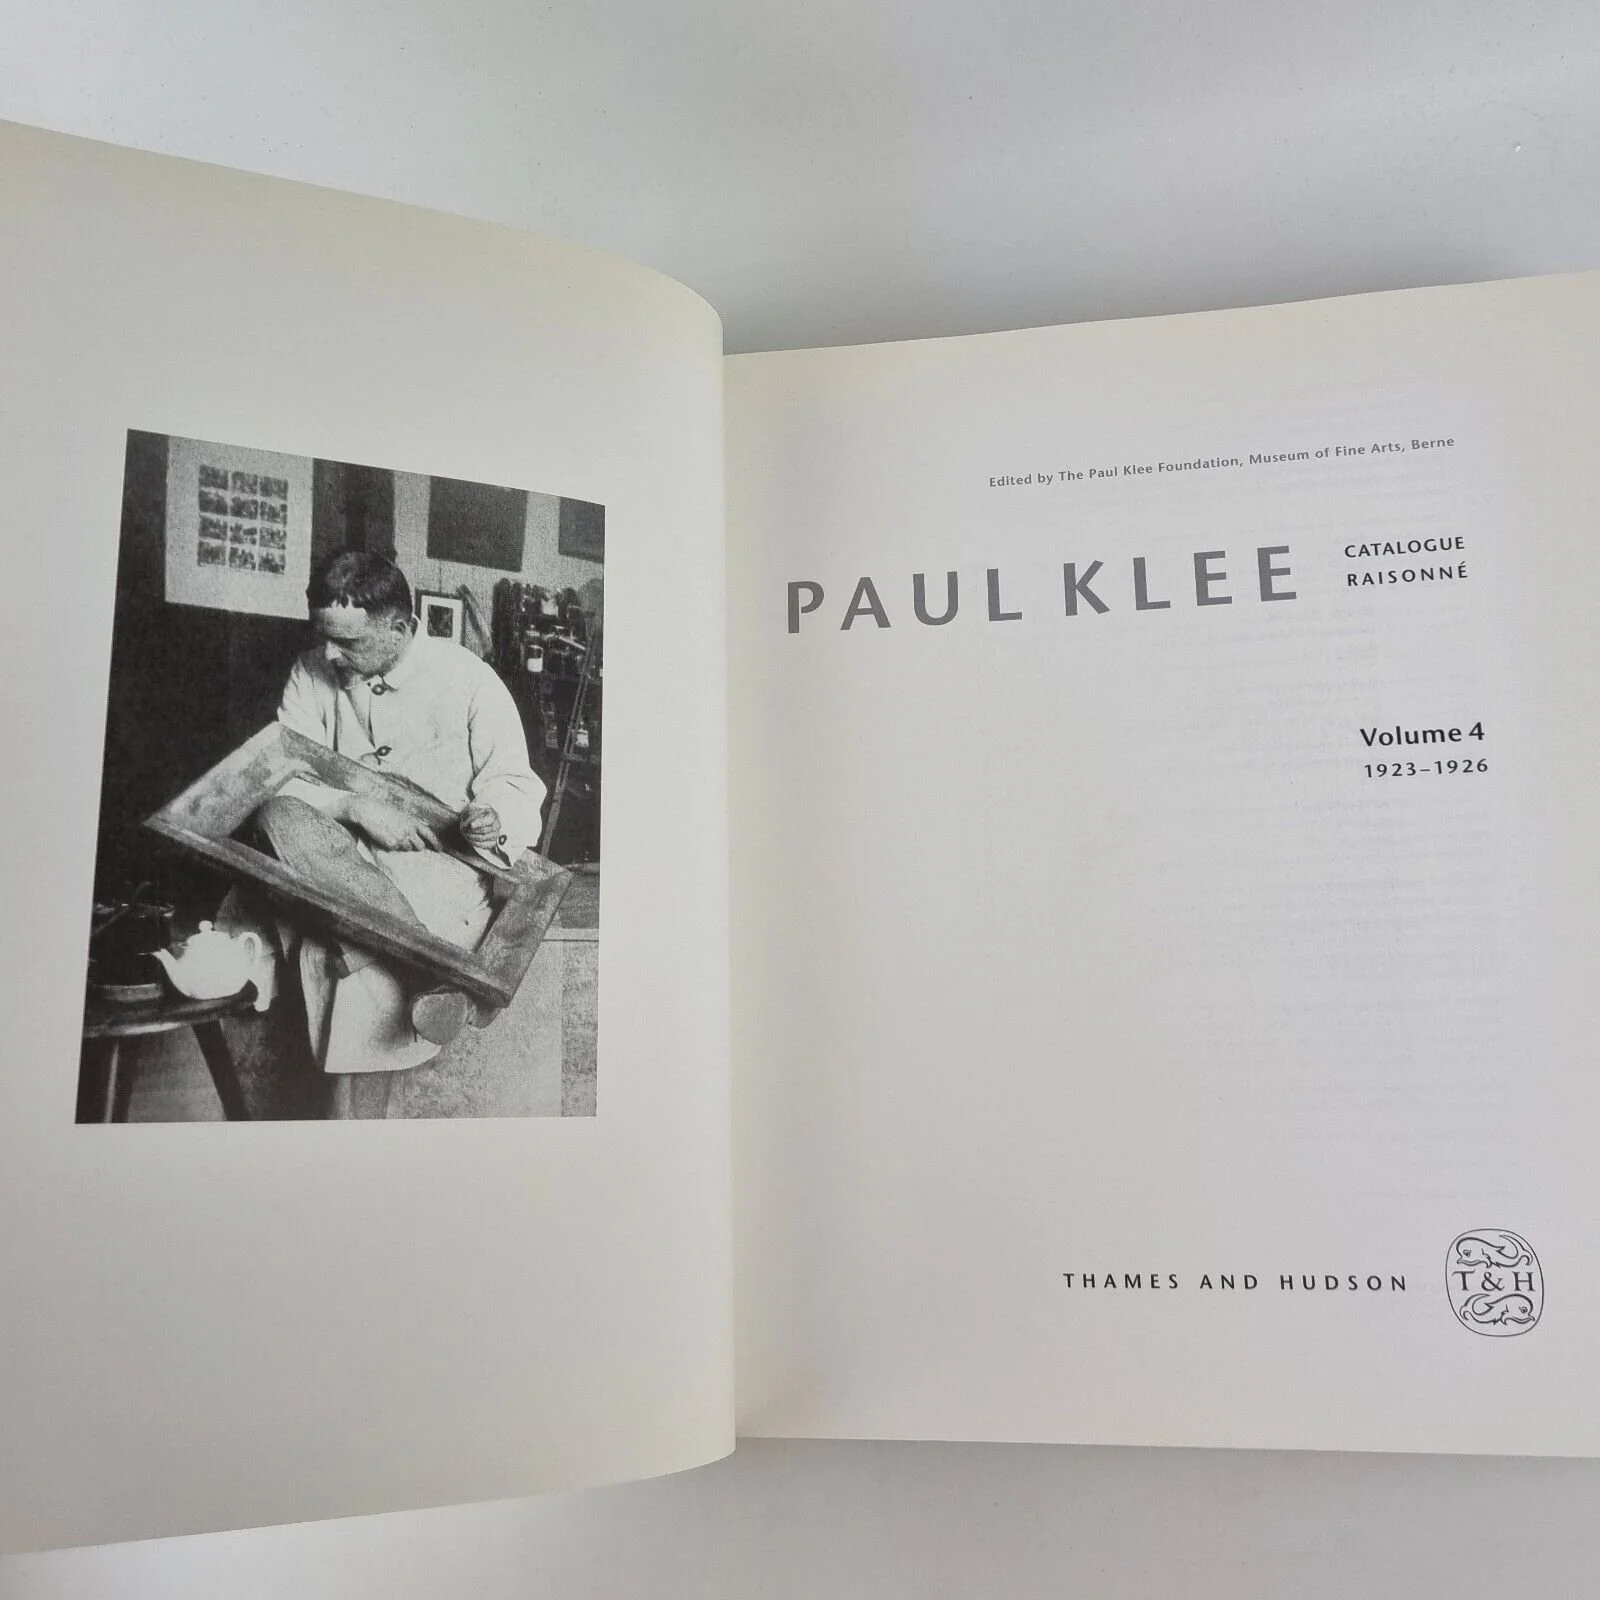 Edited by The Paul Klee Foundation, Museum of Fine Arts, Berne
PAUL KLEE
CATALOGUE
RAISONNÉ
Volume 4
1923–1926
THAMES AND HUDSON
T & H